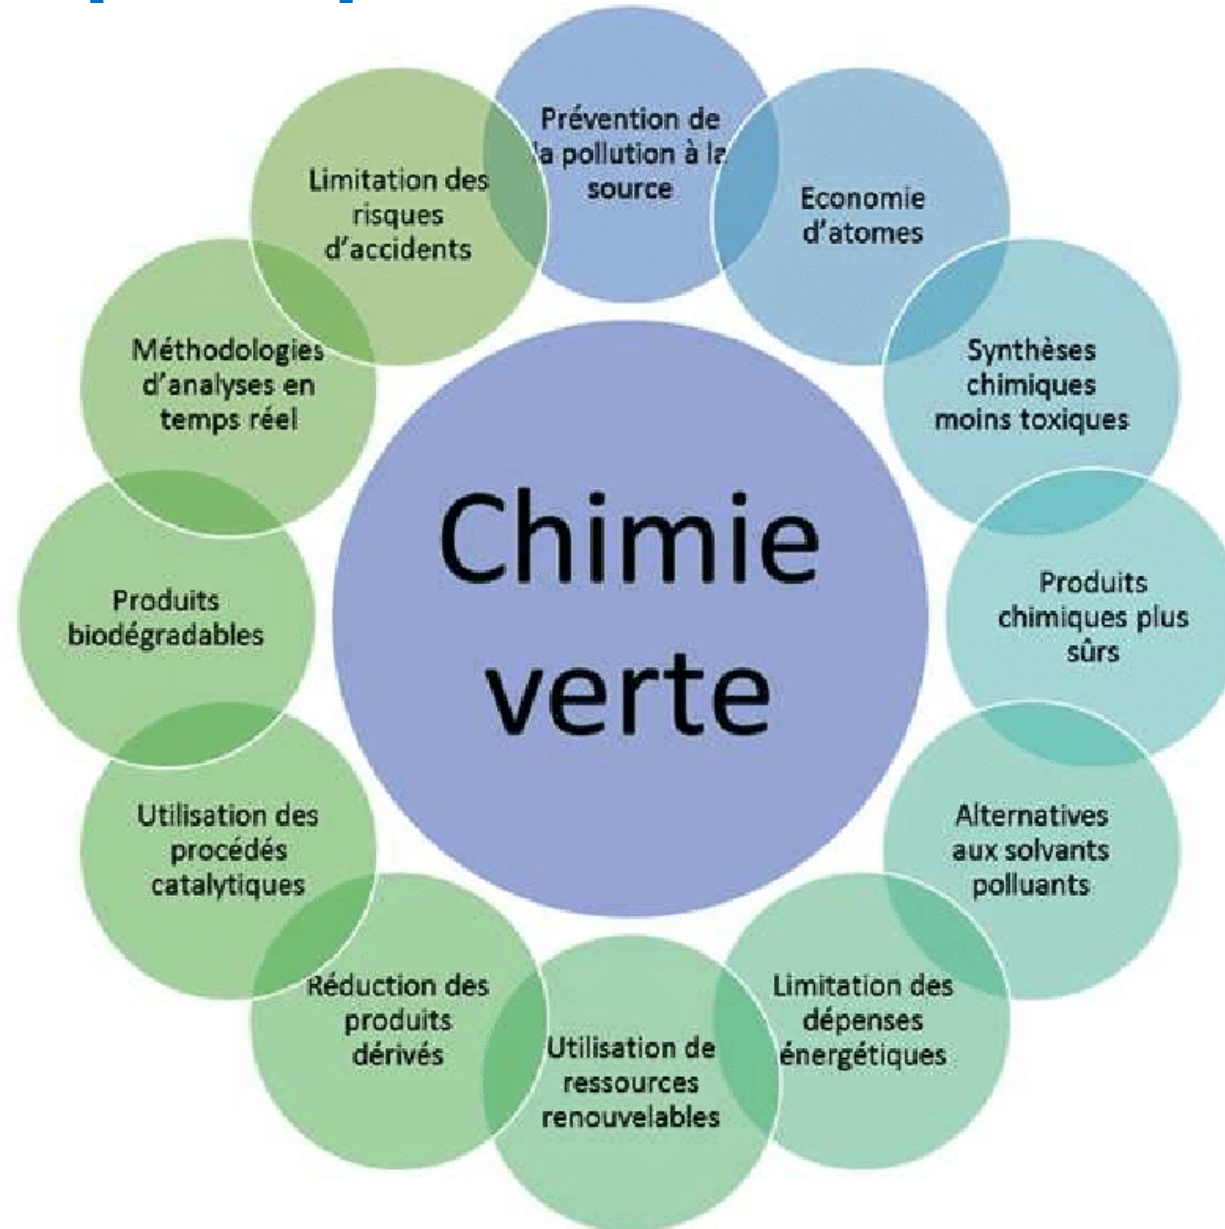 Chimie
verte
Prévention de
la pollution à la
source
Economie
d'atomes
Synthèses
chimiques
moins toxiques
Produits
chimiques plus
sûrs
Alternatives
aux solvants
polluants
Limitation des
dépenses
énergétiques
Utilisation de
ressources
renouvelables
Réduction des
produits
dérivés
Utilisation des
procédés
catalytiques
Produits
biodégradables
Méthodologies
d'analyses en
temps réel
Limitation des
risques
d'accidents